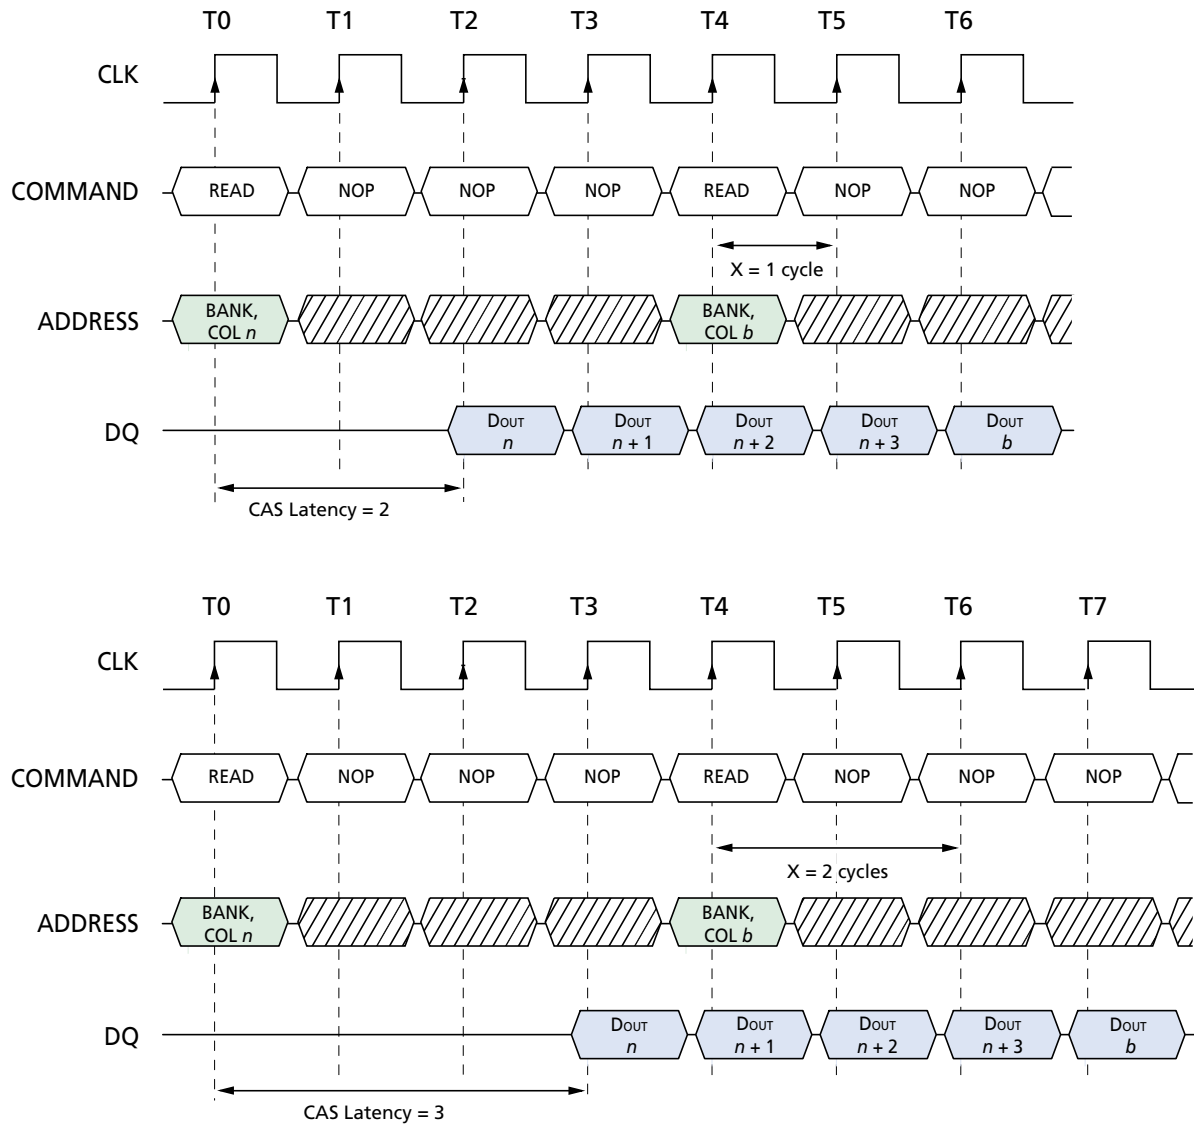 T0 T1 T2 T3 T4 T5 T6
CLK
COMMAND READ NOP NOP NOP READ NOP NOP
X = 1 cycle
ADDRESS BANK, COL n BANK, COL b
DQ DOUT n DOUT n + 1 DOUT n + 2 DOUT n + 3 DOUT b
CAS Latency = 2
T0 T1 T2 T3 T4 T5 T6 T7
CLK
COMMAND READ NOP NOP NOP READ NOP NOP NOP
X = 2 cycles
ADDRESS BANK, COL n BANK, COL b
DQ DOUT n DOUT n + 1 DOUT n + 2 DOUT n + 3 DOUT b
CAS Latency = 3